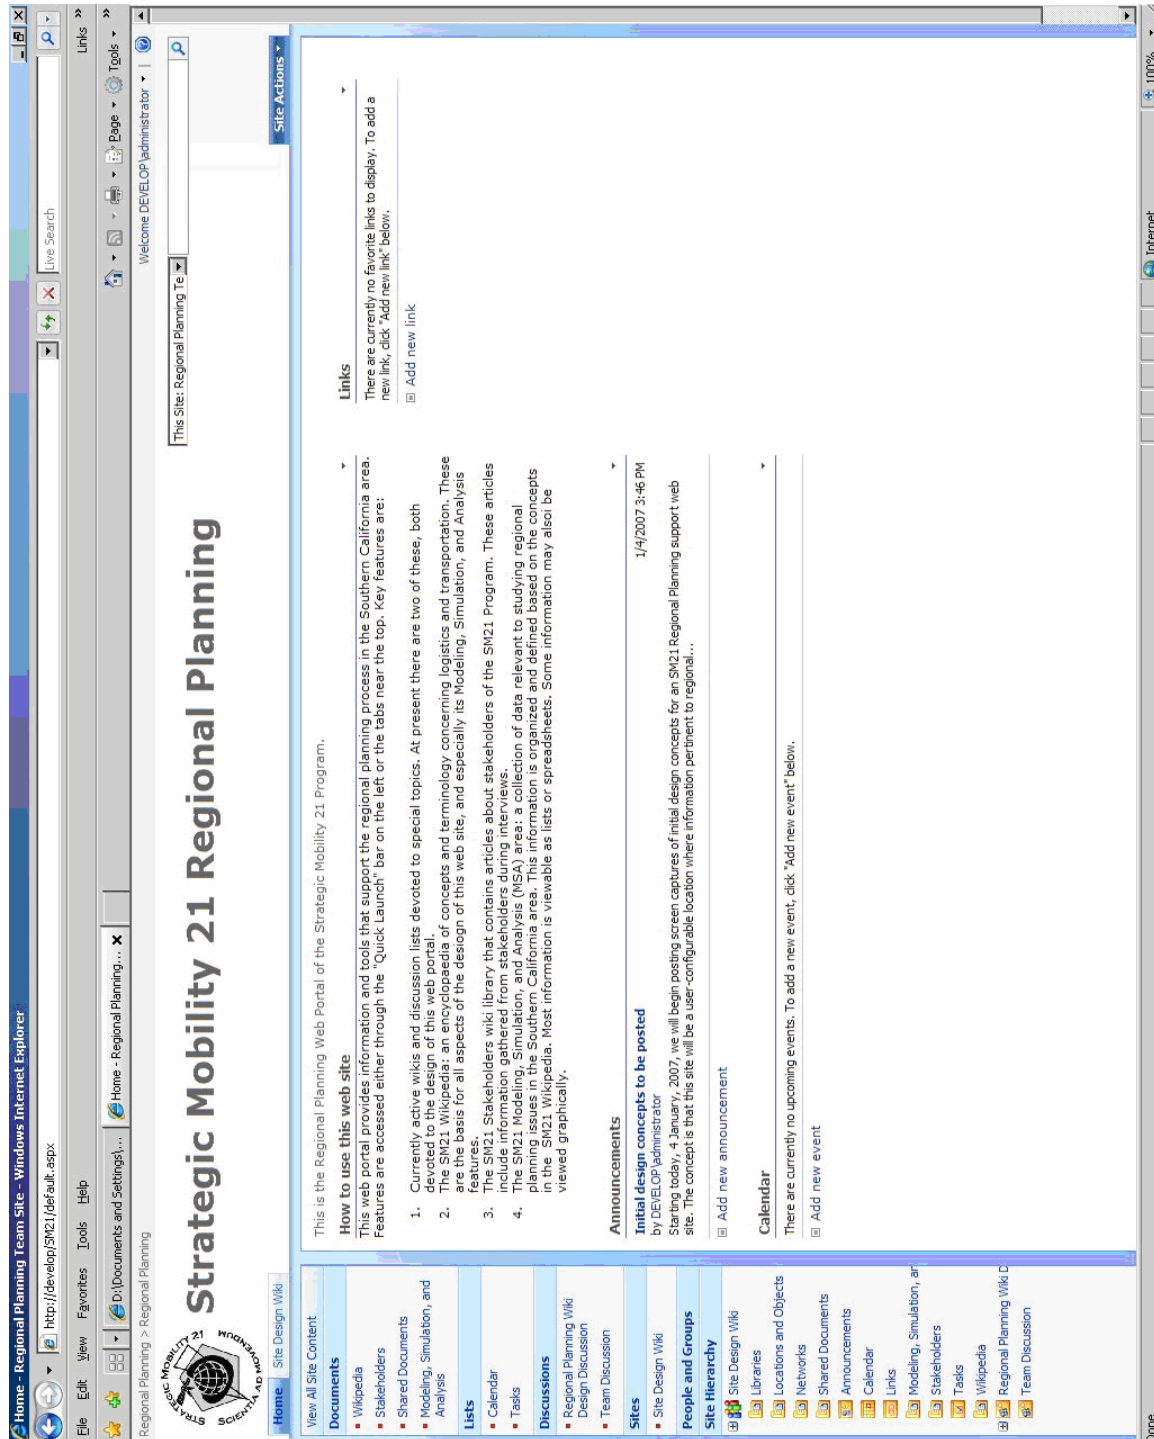 Home - Regional Planning Team Site - Windows Internet Explorer
http://develop/SM21/default.aspx
Live Search
File Edit View Favorites Tools Help
Links »
D:\Documents and Settings\...
Home - Regional Planning...
Page Tools »
Regional Planning > Regional Planning
Welcome DEVELOP\administrator
STRATEGIC MOBILITY 21
Strategic Mobility 21 Regional Planning
This Site: Regional Planning Te
Home Site Design Wiki
Site Actions
View All Site Content
Documents
Wikipedia
Stakeholders
Shared Documents
Modeling, Simulation, and
Analysis
Lists
Calendar
Tasks
Discussions
Regional Planning Wiki
Design Discussion
Team Discussion
Sites
Site Design Wiki
People and Groups
Site Hierarchy
Site Design Wiki
Libraries
Locations and Objects
Networks
Shared Documents
Announcements
Calendar
Links
Modeling, Simulation, an
Stakeholders
Tasks
Wikipedia
Regional Planning Wiki D
Team Discussion
This is the Regional Planning Web Portal of the Strategic Mobility 21 Program.
How to use this web site
This web portal provides information and tools that support the regional planning process in the Southern California area.
Features are accessed either through the "Quick Launch" bar on the left or the tabs near the top. Key features are:
1. Currently active wikis and discussion lists devoted to special topics. At present there are two of these, both
devoted to the design of this web portal.
2. The SM21 Wikipedia: an encyclopaedia of concepts and terminology concerning logistics and transportation. These
are the basis for all aspects of the desiogn of this web site, and especially its Modeling, Simulation, and Analysis
features.
3. The SM21 Stakeholders wiki library that contains articles about stakeholders of the SM21 Program. These articles
include information gathered from stakeholders during interviews.
4. The SM21 Modeling, Simulation, and Analysis (MSA) area: a collection of data relevant to studying regional
planning issues in the Southern California area. This information is organized and defined based on the concepts
in the SM21 Wikipedia. Most information is viewable as lists or spreadsheets. Some information may alsoi be
viewed graphically.
Announcements
Initial design concepts to be posted 1/4/2007 3:46 PM
by DEVELOP\administrator
Starting today, 4 January, 2007, we will begin posting screen captures of initial design concepts for an SM21 Regional Planning support web
site. The concept is that this site will be a user-configurable location where information pertinent to regional...
Add new announcement
Calendar
There are currently no upcoming events. To add a new event, click "Add new event" below.
Add new event
Links
There are currently no favorite links to display. To add a
new link, click "Add new link" below.
Add new link
Done
Internet
100%